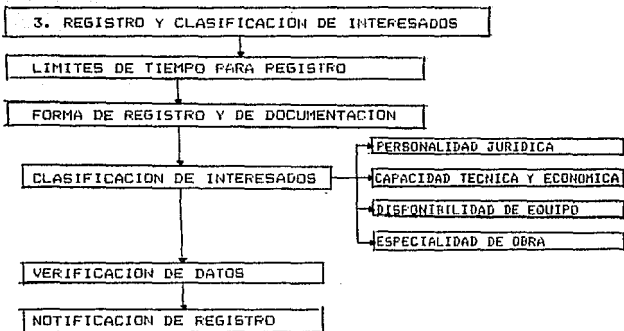 3. REGISTRO Y CLASIFICACION DE INTERESADOS
LIMITES DE TIEMPO PARA REGISTRO
FORMA DE REGISTRO Y DE DOCUMENTACION
CLASIFICACION DE INTERESADOS
PERSONALIDAD JURIDICA
CAPACIDAD TECNICA Y ECONOMICA
DISPONIBILIDAD DE EQUIPO
ESPECIALIDAD DE OBRA
VERIFICACION DE DATOS
NOTIFICACION DE REGISTRO